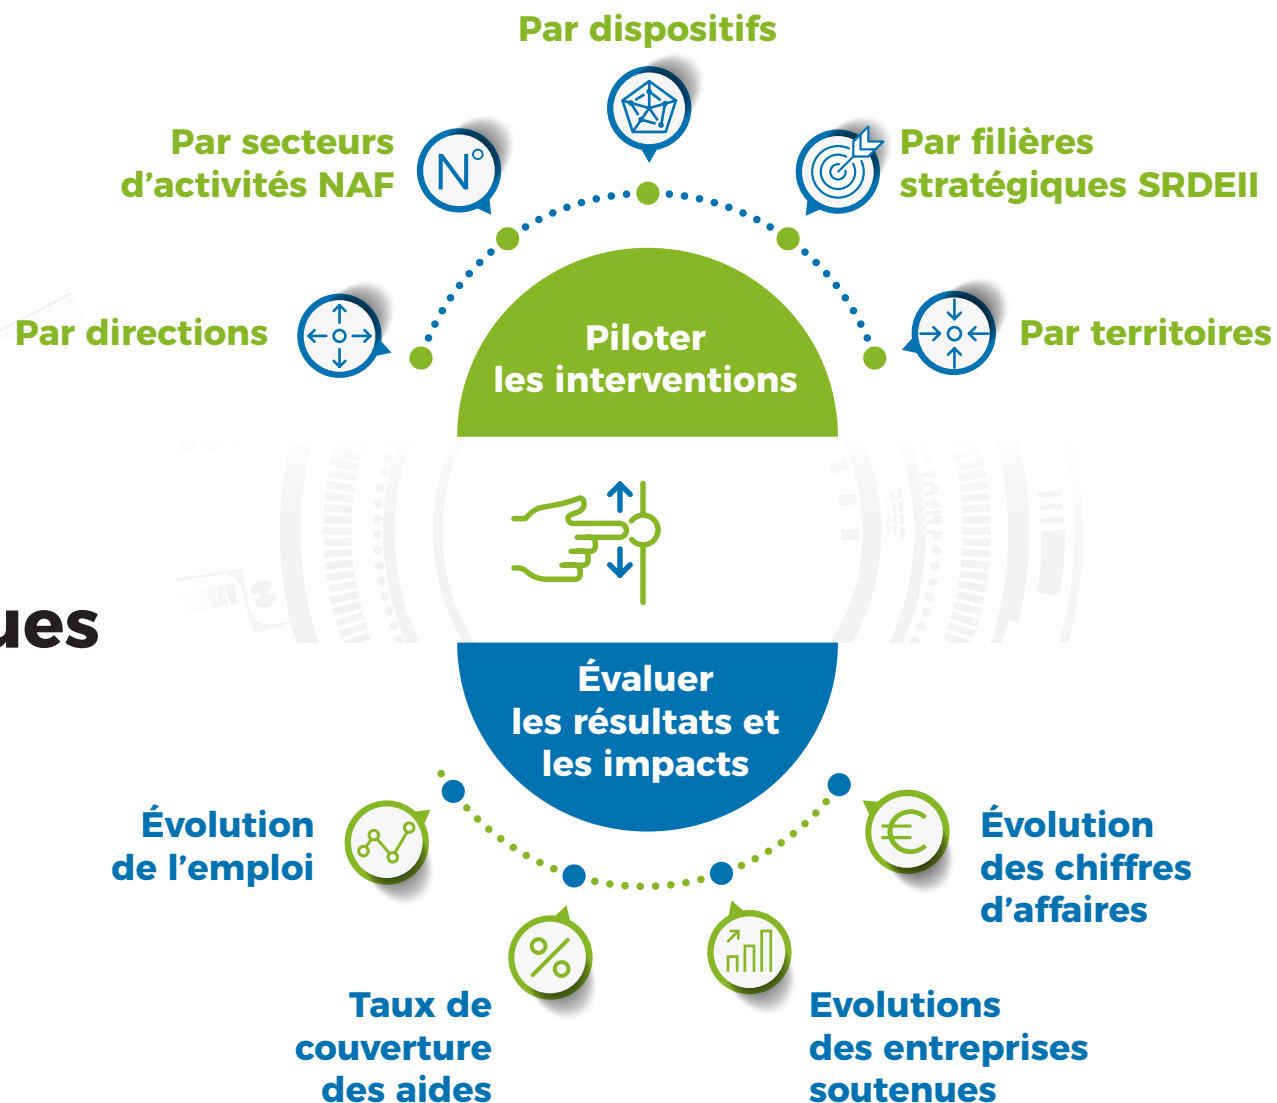 Par dispositifs
Par secteurs
d'activités NAF
N°
Par filières
stratégiques SRDEII
Par directions
Par territoires
Piloter
les interventions
ues
Évaluer
les résultats et
les impacts
Évolution
de l'emploi
€
Évolution
des chiffres
d'affaires
%
Taux de
couverture
des aides
Evolutions
des entreprises
soutenues